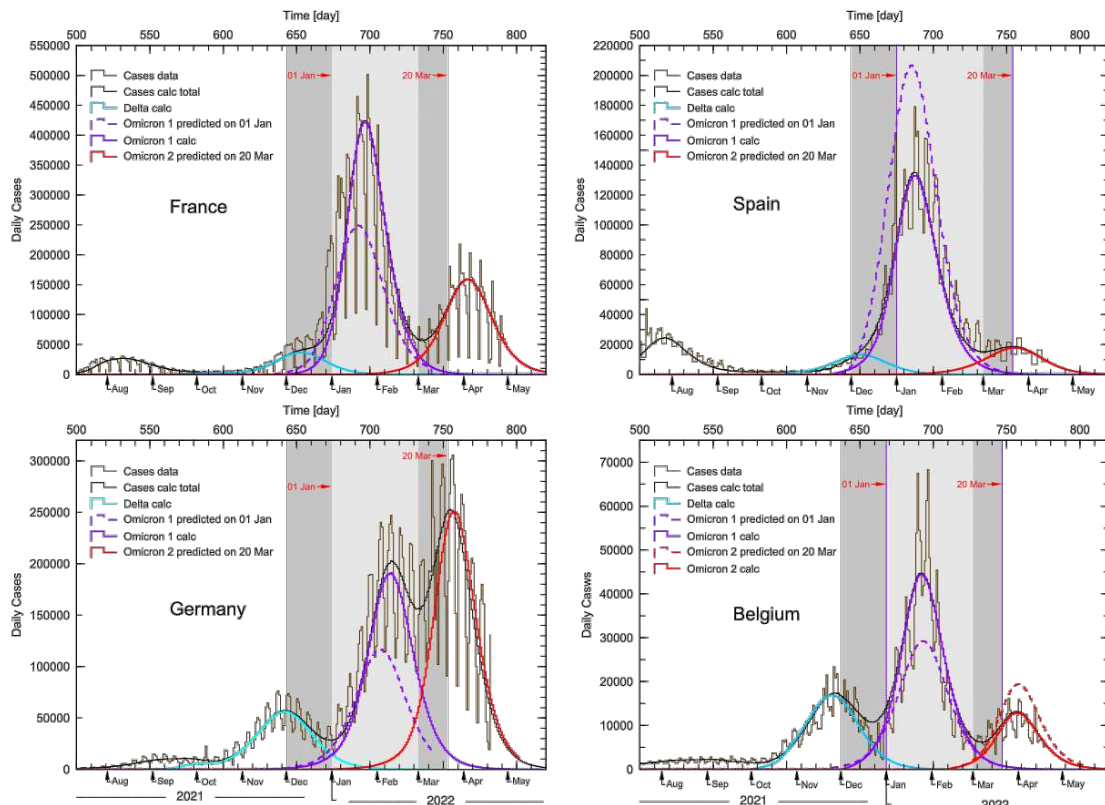 Time [day]
500 550 600 650 700 750 800
550000
500000
450000
400000
350000
300000
250000
200000
150000
100000
50000
0
Daily Cases
01 Jan
20 Mar
Cases data
Cases calc total
Delta calc
Omicron 1 predicted on 01 Jan
Omicron 1 calc
Omicron 2 predicted on 20 Mar
France
Aug Sep Oct Nov Dec Jan Feb Mar Apr May
Time [day]
500 550 600 650 700 750 800
220000
200000
180000
160000
140000
120000
100000
80000
60000
40000
20000
0
Daily Cases
01 Jan
20 Mar
Cases data
Cases calc total
Delta calc
Omicron 1 predicted on 01 Jan
Omicron 1 calc
Omicron 2 predicted on 20 Mar
Spain
Aug Sep Oct Nov Dec Jan Feb Mar Apr May
Time [day]
500 550 600 650 700 750 800
300000
250000
200000
150000
100000
50000
0
Daily Cases
20 Mar
01 Jan
Cases data
Cases calc total
Delta calc
Omicron 1 predicted on 01 Jan
Omicron 1 calc
Omicron 2 predicted on 20 Mar
Germany
Aug Sep Oct Nov Dec Jan Feb Mar Apr May
2021 2022
Time [day]
500 550 600 650 700 750 800
70000
60000
50000
40000
30000
20000
10000
0
Daily Casws
01 Jan
20 Mar
Cases data
Cases calc total
Delta calc
Omicron 1 predicted on 01 Jan
Omicron 1 calc
Omicron 2 predicted on 20 Mar
Omicron 2 calc
Belgium
Aug Sep Oct Nov Dec Jan Feb Mar Apr May
2021 2022